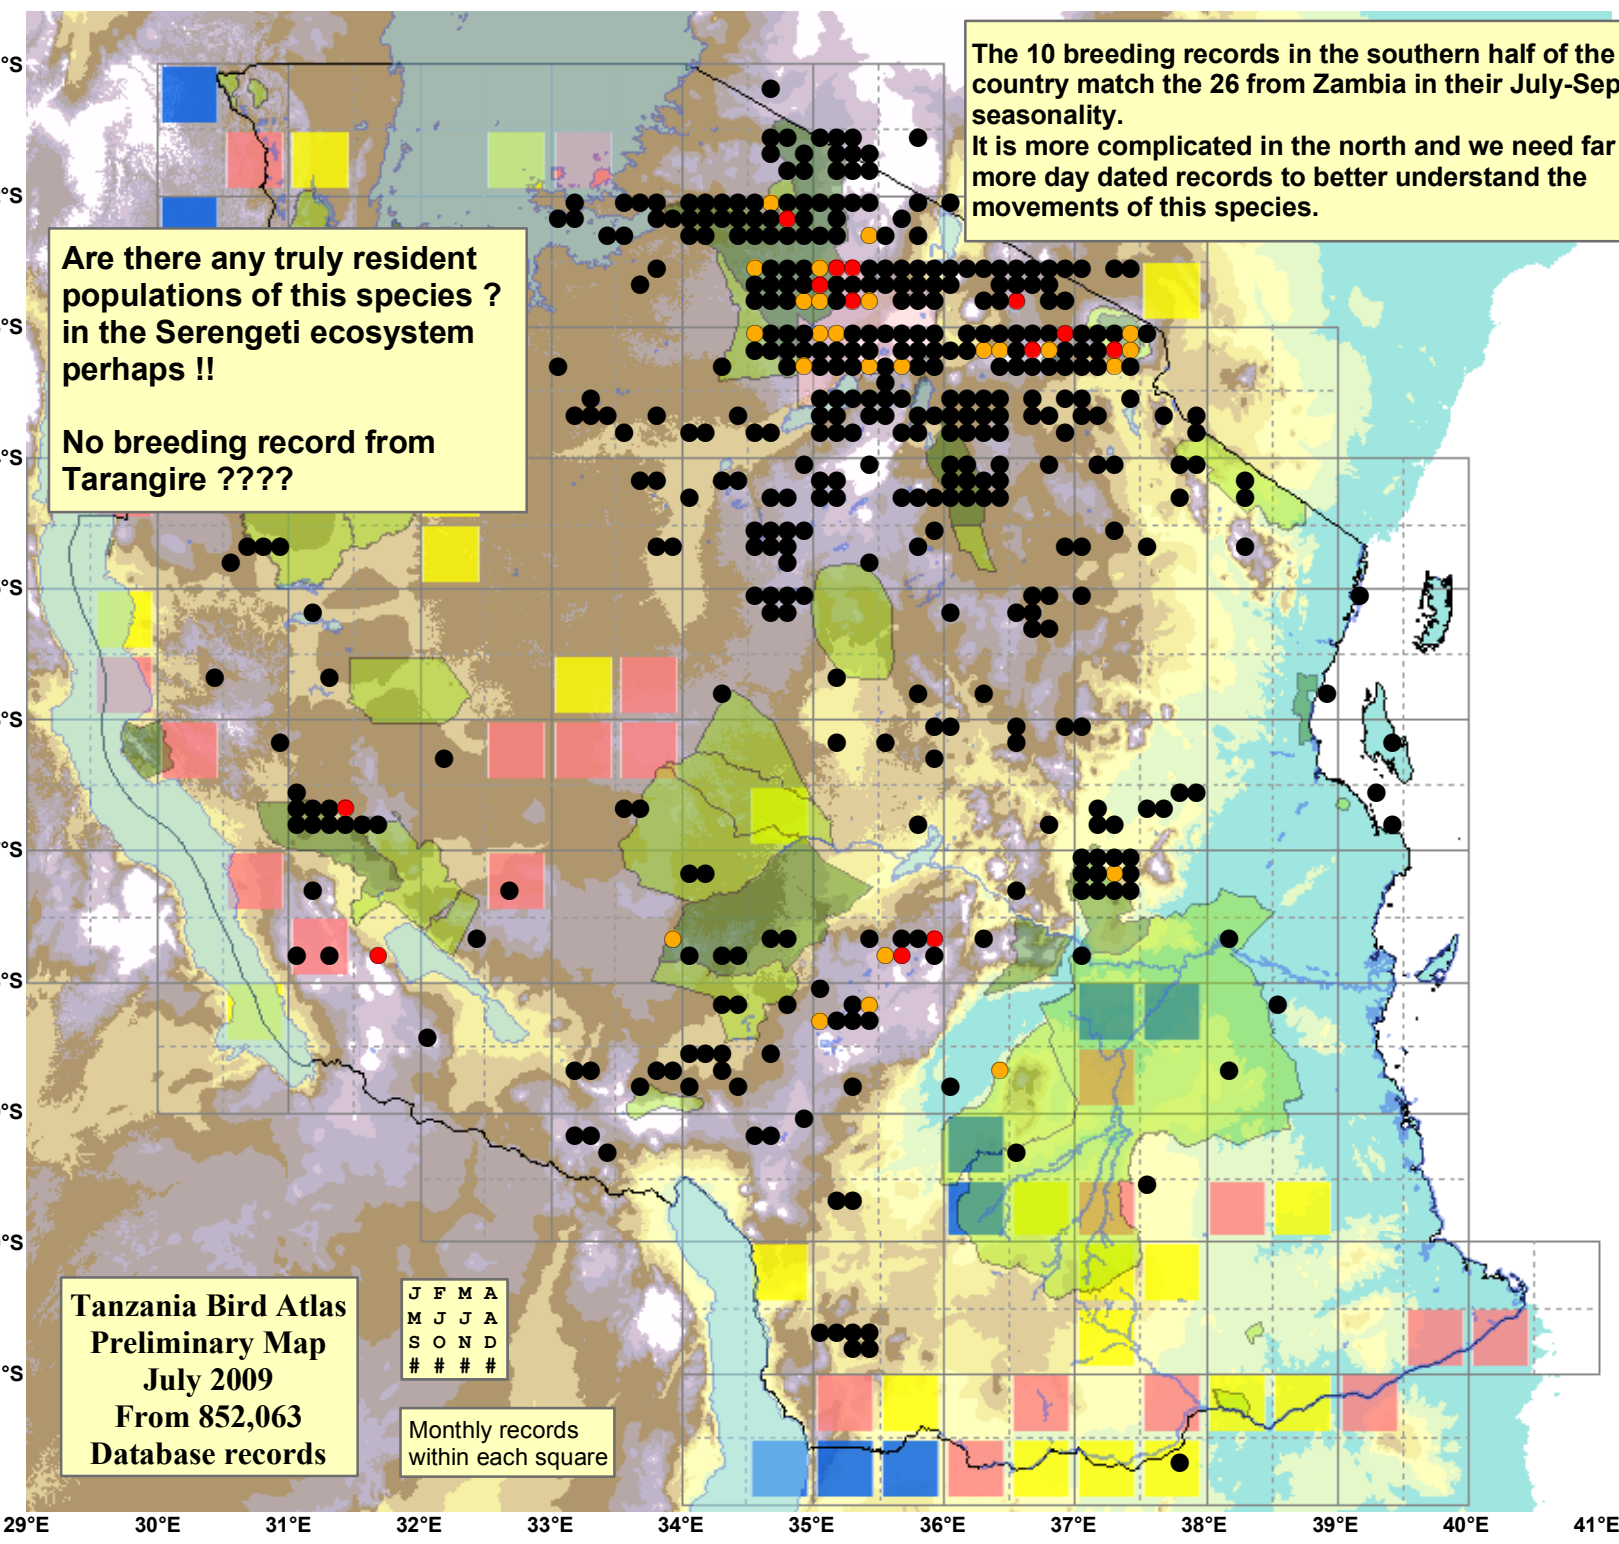 The 10 breeding records in the southern half of the
country match the 26 from Zambia in their July-Sep
seasonality.
It is more complicated in the north and we need far
more day dated records to better understand the
movements of this species.
Are there any truly resident
populations of this species ?
in the Serengeti ecosystem
perhaps !!
No breeding record from
Tarangire ????
°S
°S
°S
°S
°S
°S
°S
°S
°S
°S
°S
Tanzania Bird Atlas
Preliminary Map
July 2009
From 852,063
Database records
J F M A
M J J A
S O N D
# # # #
Monthly records
within each square
29°E 30°E 31°E 32°E 33°E 34°E 35°E 36°E 37°E 38°E 39°E 40°E 41°E